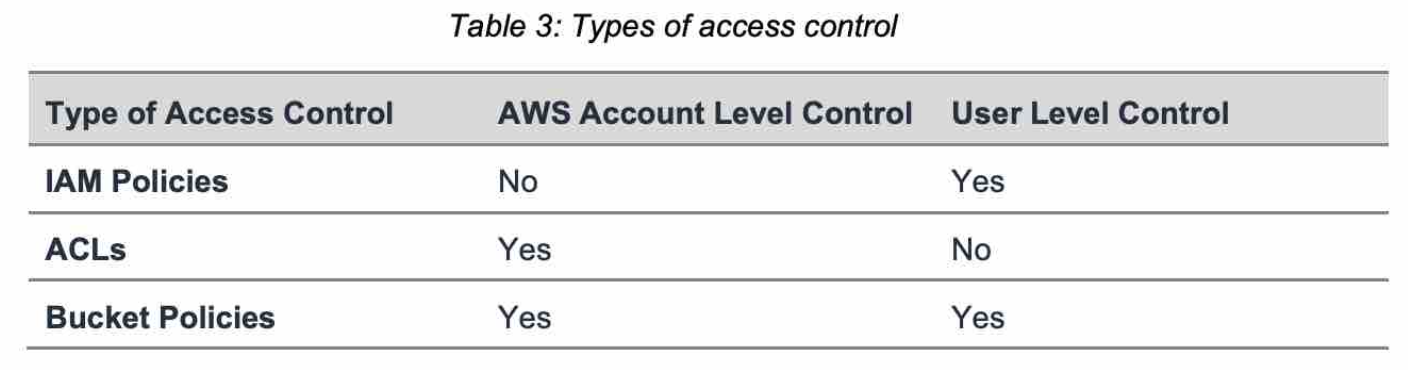 Table 3: Types of access control
Type of Access Control AWS Account Level Control User Level Control
IAM Policies No Yes
ACLs Yes No
Bucket Policies Yes Yes